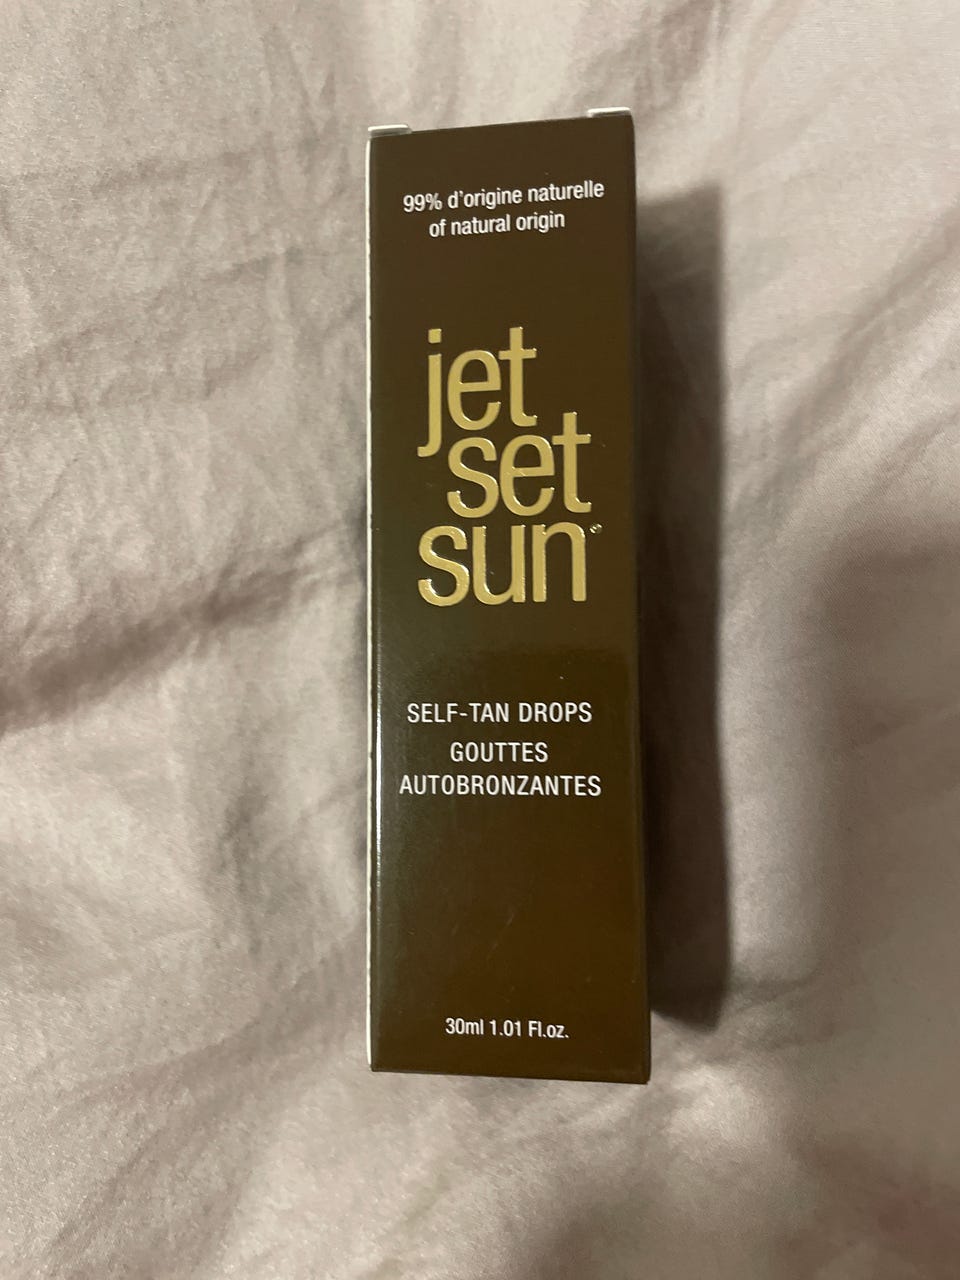 99% d'origine naturelle
of natural origin
jet
set
sun
SELF-TAN DROPS
GOUTTES
AUTOBRONZANTES
30ml 1.01 Fl.oz.